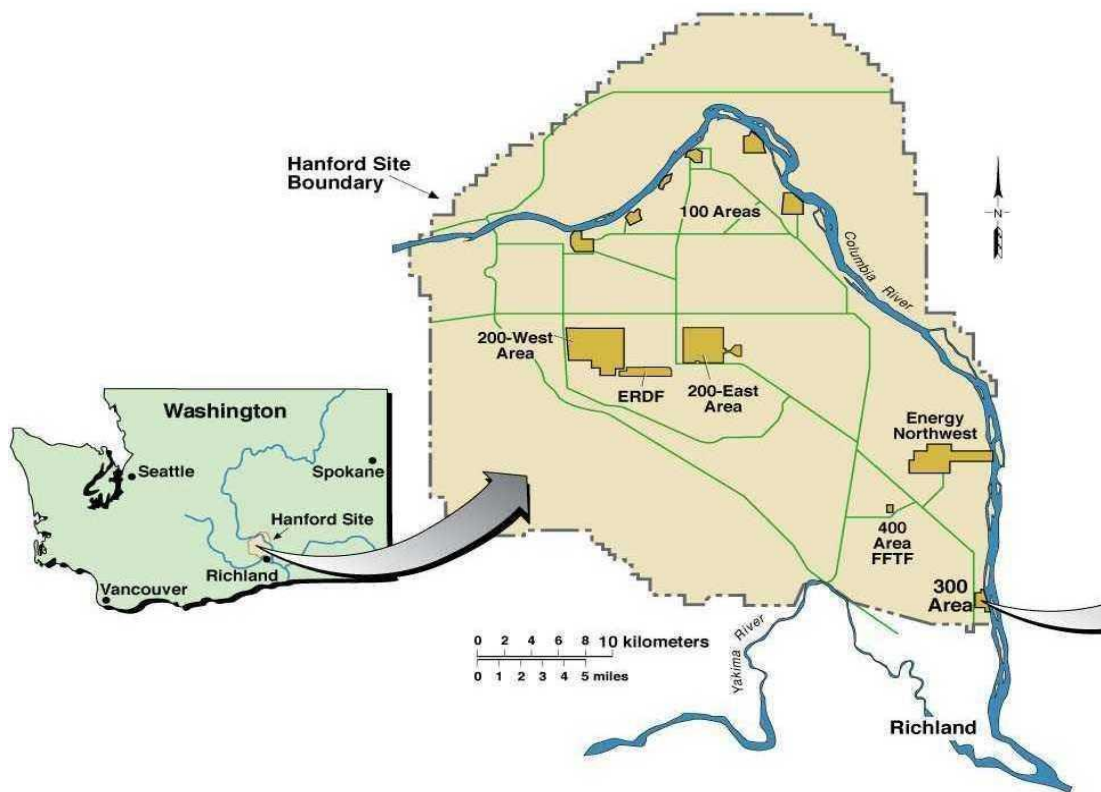 Hanford Site
Boundary
N
100 Areas
Columbia River
200-West
Area
ERDF
200-East
Area
Energy
Northwest
Washington
Seattle
Spokane
Hanford Site
Richland
Vancouver
400
Area
FFTF
300
Area
0 2 4 6 8 10 kilometers
0 1 2 3 4 5 miles
Yakima River
Richland